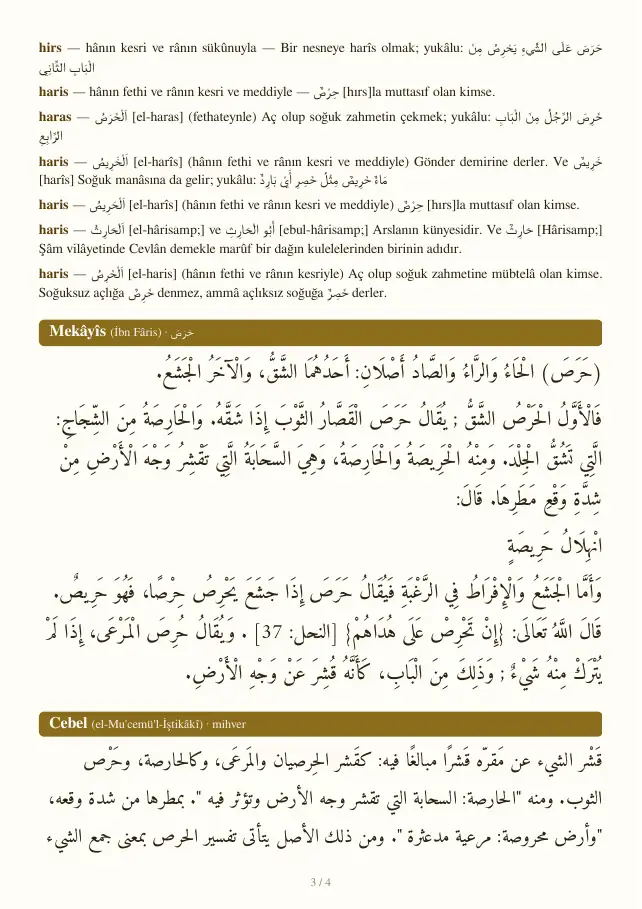 hirs — hânın kesri ve rânın sükûnuyla — Bir nesneye harîs olmak; yukâlu: حَرَصَ عَلَى الشَّيْءِ يَحْرِصُ مِنَ
الْبَابِ الثَّانِي
haris — hânın fethi ve rânın kesri ve meddiyle — حِرْصٌ [hırs]la muttasıf olan kimse.
haras — اَلْخَرَصُ [el-haras] (fethateynle) Aç olup soğuk zahmetin çekmek; yukâlu: خَرِصَ الرَّجُلُ مِنَ الْبَابِ
الرَّابِعِ
haris — اَلْخَرِيصُ [el-harîs] (hânın fethi ve rânın kesri ve meddiyle) Gönder demirine derler. Ve خَرِيصٌ
[harîs] Soğuk manâsına da gelir; yukâlu: مَاءٌ خَرِيصٌ مِثْلُ خَصِرٍ أَيْ بَارِدٌ
haris — اَلْحَرِيصُ [el-harîs] (hânın fethi ve rânın kesri ve meddiyle) حِرْصٌ [hırs]la muttasıf olan kimse.
haris — اَلْحَارِثُ [el-hârisamp;] ve أَبُو الْحَارِثِ [ebul-hârisamp;] Arslanın künyesidir. Ve حَارِثٌ [Hârisamp;]
Şâm vilâyetinde Cevlân demekle marûf bir dağın kulelelerinden birinin adıdır.
haris — اَلْخَرِصُ [el-haris] (hânın fethi ve rânın kesriyle) Aç olup soğuk zahmetine mübtelâ olan kimse.
Soğuksuz açlığa خَرِصٌ denmez, ammâ açlıksız soğuğa خَصِرٌ derler.
Mekâyîs (İbn Fâris) · حرص
(حَرَصَ) الْحَاءُ وَالرَّاءُ وَالصَّادُ أَصْلَانِ: أَحَدُهُمَا الشَّقُّ، وَالْآخَرُ الْجَشَعُ.
فَالْأَوَّلُ الْحَرْصُ الشَّقُّ ; يُقَالُ حَرَصَ الْقَصَّارُ الثَّوْبَ إِذَا شَقَّهُ. وَالْحَارِصَةُ مِنَ الشِّجَاجِ:
الَّتِي تَشُقُّ الْجِلْدَ. وَمِنْهُ الْحَرِيصَةُ وَالْحَارِصَةُ، وَهِيَ السَّحَابَةُ الَّتِي تَقْشِرُ وَجْهَ الْأَرْضِ مِنْ
شِدَّةِ وَقْعِ مَطَرِهَا. قَالَ:
انْهِلَالُ حَرِيصَةٍ
وَأَمَّا الْجَشَعُ وَالْإِفْرَاطُ فِي الرَّغْبَةِ فَيُقَالُ حَرَصَ إِذَا جَشَعَ يَحْرِصُ حِرْصًا، فَهُوَ حَرِيصٌ.
قَالَ اللَّهُ تَعَالَى: {إِنْ تَحْرِصْ عَلَى هُدَاهُمْ} [النحل: 37] . وَيُقَالُ حُرِصَ الْمَرْعَى، إِذَا لَمْ
يُتْرَكْ مِنْهُ شَيْءٌ ; وَذَلِكَ مِنَ الْبَابِ، كَأَنَّهُ قُشِرَ عَنْ وَجْهِ الْأَرْضِ.
Cebel (el-Mu'cemü'l-İştikâkî) · mihver
قَشْر الشيء عن مَقرّه قَشرًا مبالغًا فيه: كقَشر الحِرصيان والمَرعَى، وكالحارصة، وحَرْص
الثوب. ومنه "الحارصة: السحابة التي تقشر وجه الأرض وتؤثر فيه ". بمطرها من شدة وقعه،
"وأرض محروصة: مرعية مدعثرة ". ومن ذلك الأصل يتأتى تفسير الحرص بمعنى جمع الشيء
3 / 4